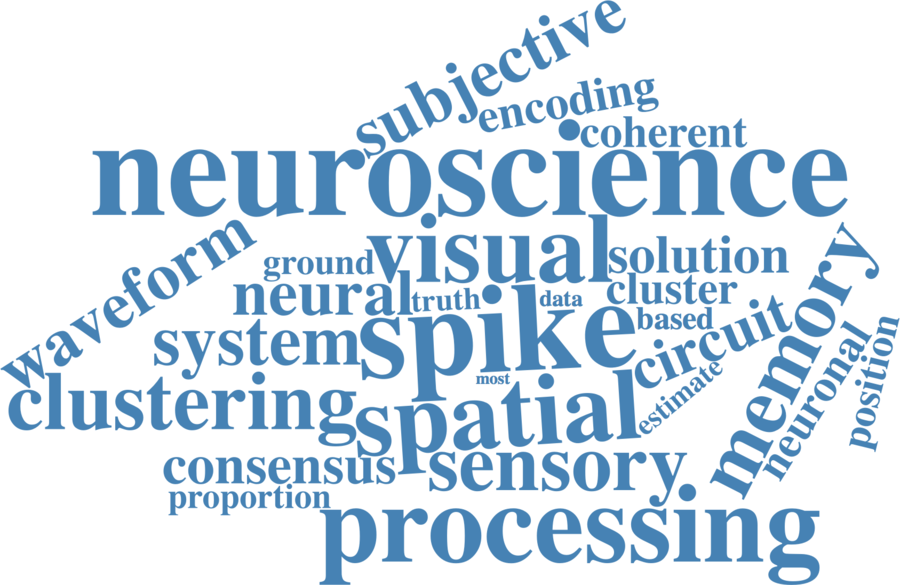 subjective
encoding
coherent
neuroscience
visual
waveform
ground
solution
neural
truth
data
cluster
memory
spike
based
system
circuit
position
most
clustering
spatial
estimate
neuronal
consensus
sensory
proportion
processing